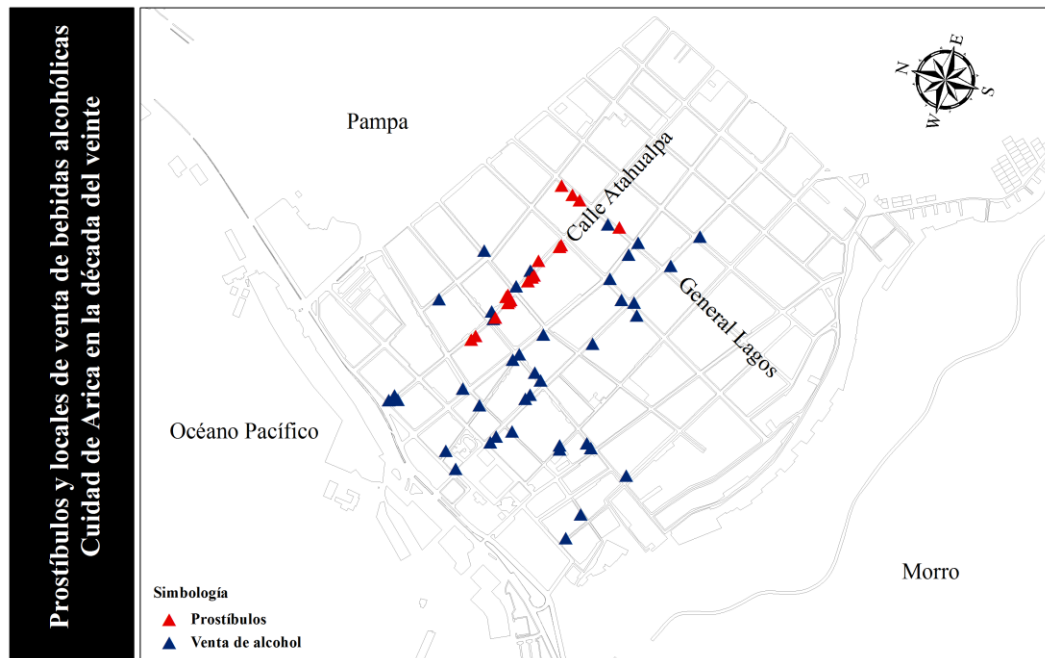 Prostíbulos y locales de venta de bebidas alcohólicas
Cuidad de Arica en la década del veinte
N
E
S
W
Pampa
Calle Atahualpa
General Lagos
Océano Pacífico
Morro
Simbología
Prostíbulos
Venta de alcohol